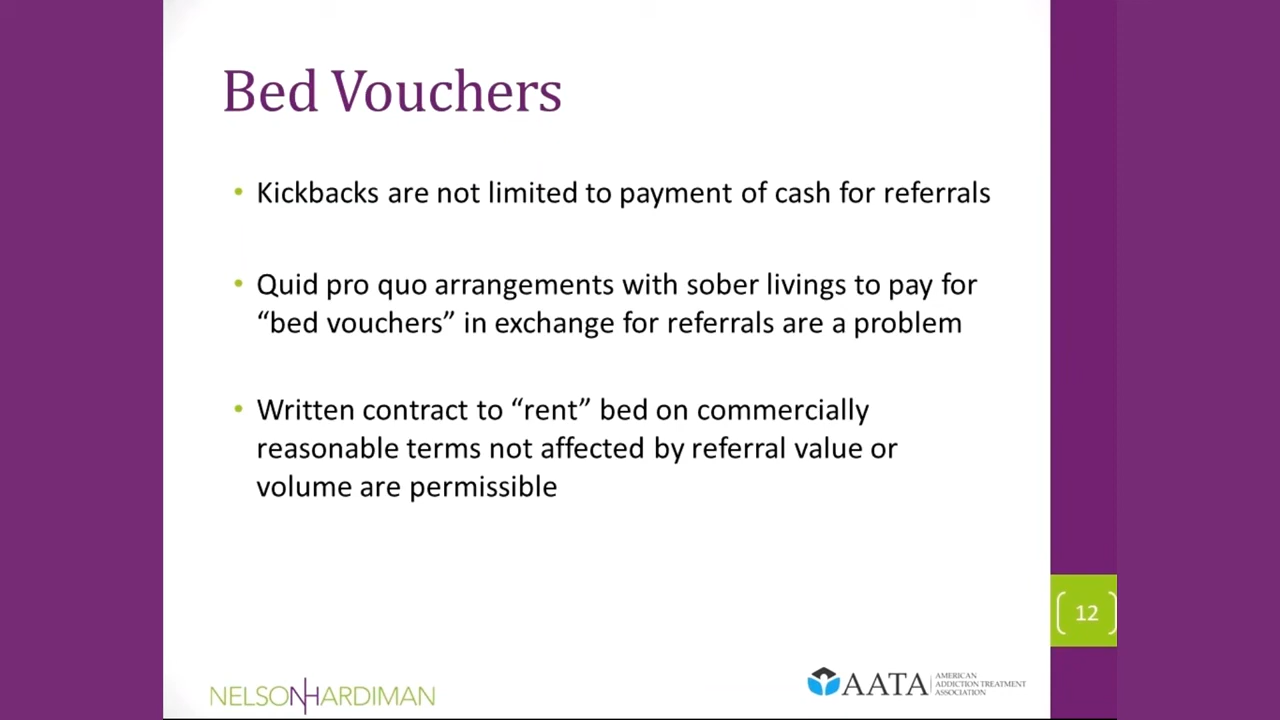 Bed Vouchers
• Kickbacks are not limited to payment of cash for referrals
• Quid pro quo arrangements with sober livings to pay for
“bed vouchers” in exchange for referrals are a problem
• Written contract to “rent” bed on commercially
reasonable terms not affected by referral value or
volume are permissible
12
NELSONHARDIMAN
AATA
AMERICAN
ADDICTION TREATMENT
ASSOCIATION